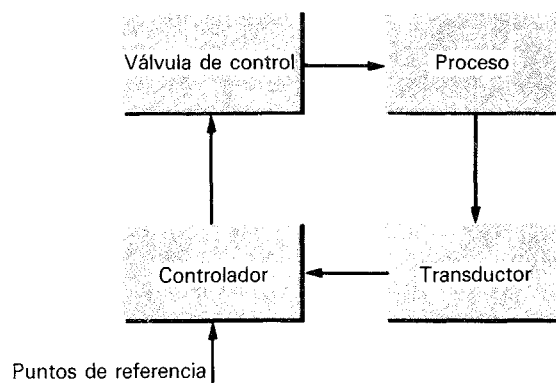 Válvula de control
Proceso
Controlador
Transductor
Puntos de referencia